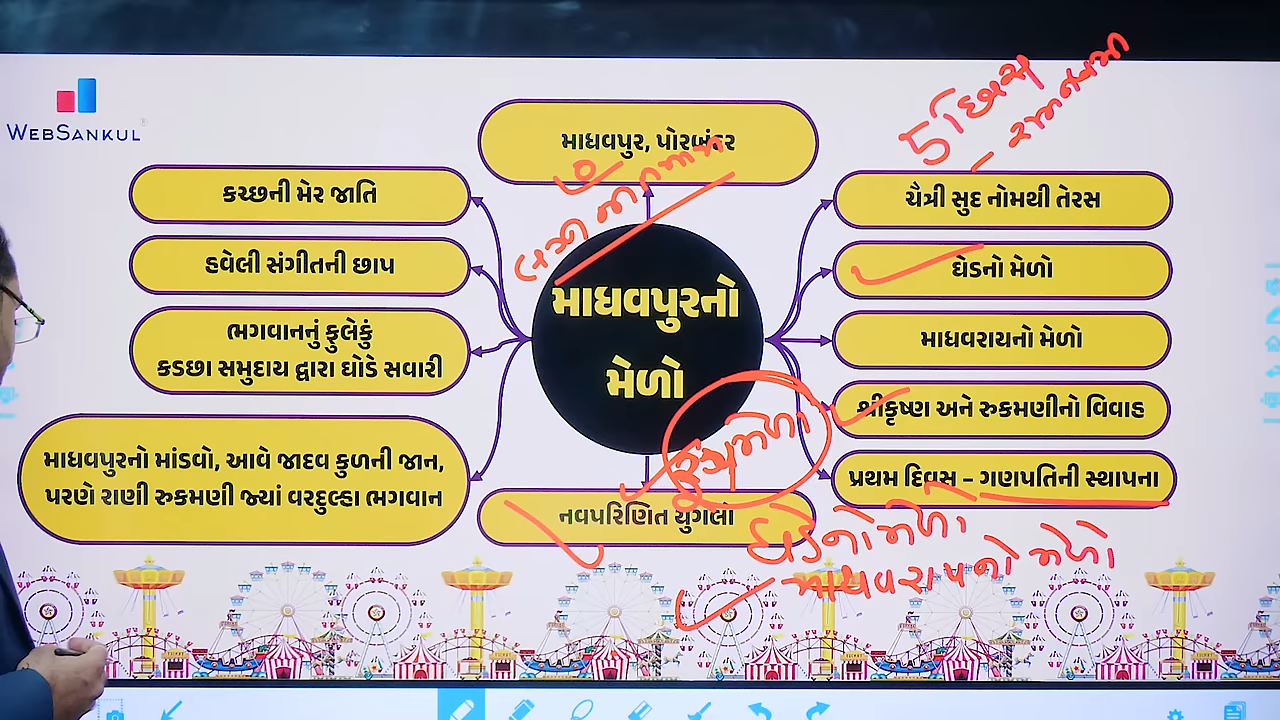 WEBSANKUL
5 દિવસ
રામનવમી
માધવપુર, પોરબંદર
કચ્છની મેર જાતિ
હવેલી સંગીતની છાપ
ભગવાનનું ફુલેકું
કડછા સમુદાય દ્વારા ઘોડે સવારી
માધવપુરનો માંડવો, આવે જાદવ કુળની જાન,
પરણે રાણી રુકમણી જ્યાં વરદુલ્હા ભગવાન
માધવપુરનો
મેળો
નવપરિણિત યુગલો
ચૈત્રી સુદ નોમથી તેરસ
ઘેડનો મેળો
માધવરાયનો મેળો
શ્રીકૃષ્ણ અને રુકમણીનો વિવાહ
પ્રથમ દિવસ – ગણપતિની સ્થાપના
ઘેડનો મેળો
માધવરાયનો મેળો